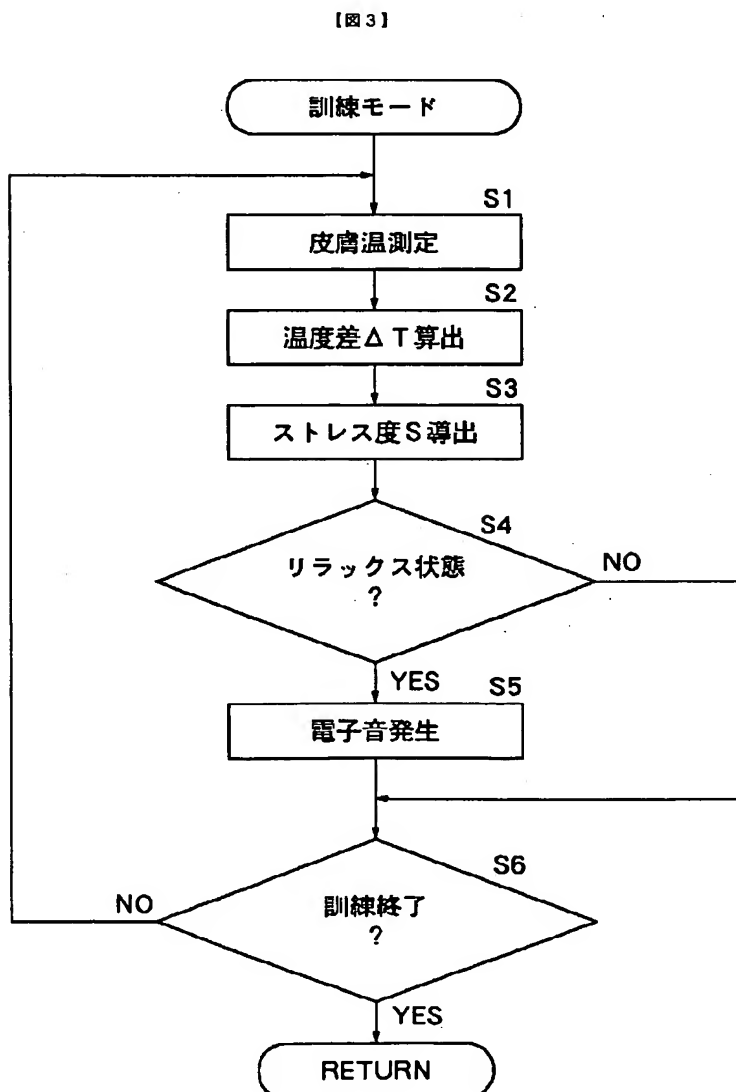 【図3】
訓練モード
S1
皮膚温測定
S2
温度差ΔT算出
S3
ストレス度S導出
S4
リラックス状態
?
NO
YES
S5
電子音発生
S6
NO
訓練終了
?
YES
RETURN